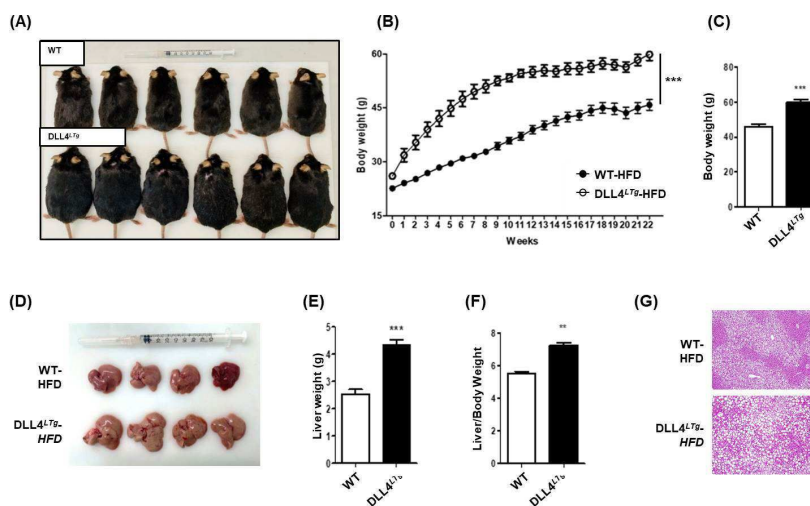 (A)
WT
DLL4LTg
(B)
Body weight (g)
60
45
30
15
***
WT-HFD
DLL4LTg-HFD
0 1 2 3 4 5 6 7 8 9 10 11 12 13 14 15 16 17 18 19 20 21 22
Weeks
(C)
Body weight (g)
80
60
40
20
0
***
WT
DLL4LTg
(D)
WT-
HFD
DLL4LTg-
HFD
(E)
Liver weight (g)
5
4
3
2
1
0
***
WT
DLL4LTs
(F)
Liver/Body Weight
8
6
4
2
0
**
WT
DLL4LTs
(G)
WT-
HFD
DLL4LTg-
HFD